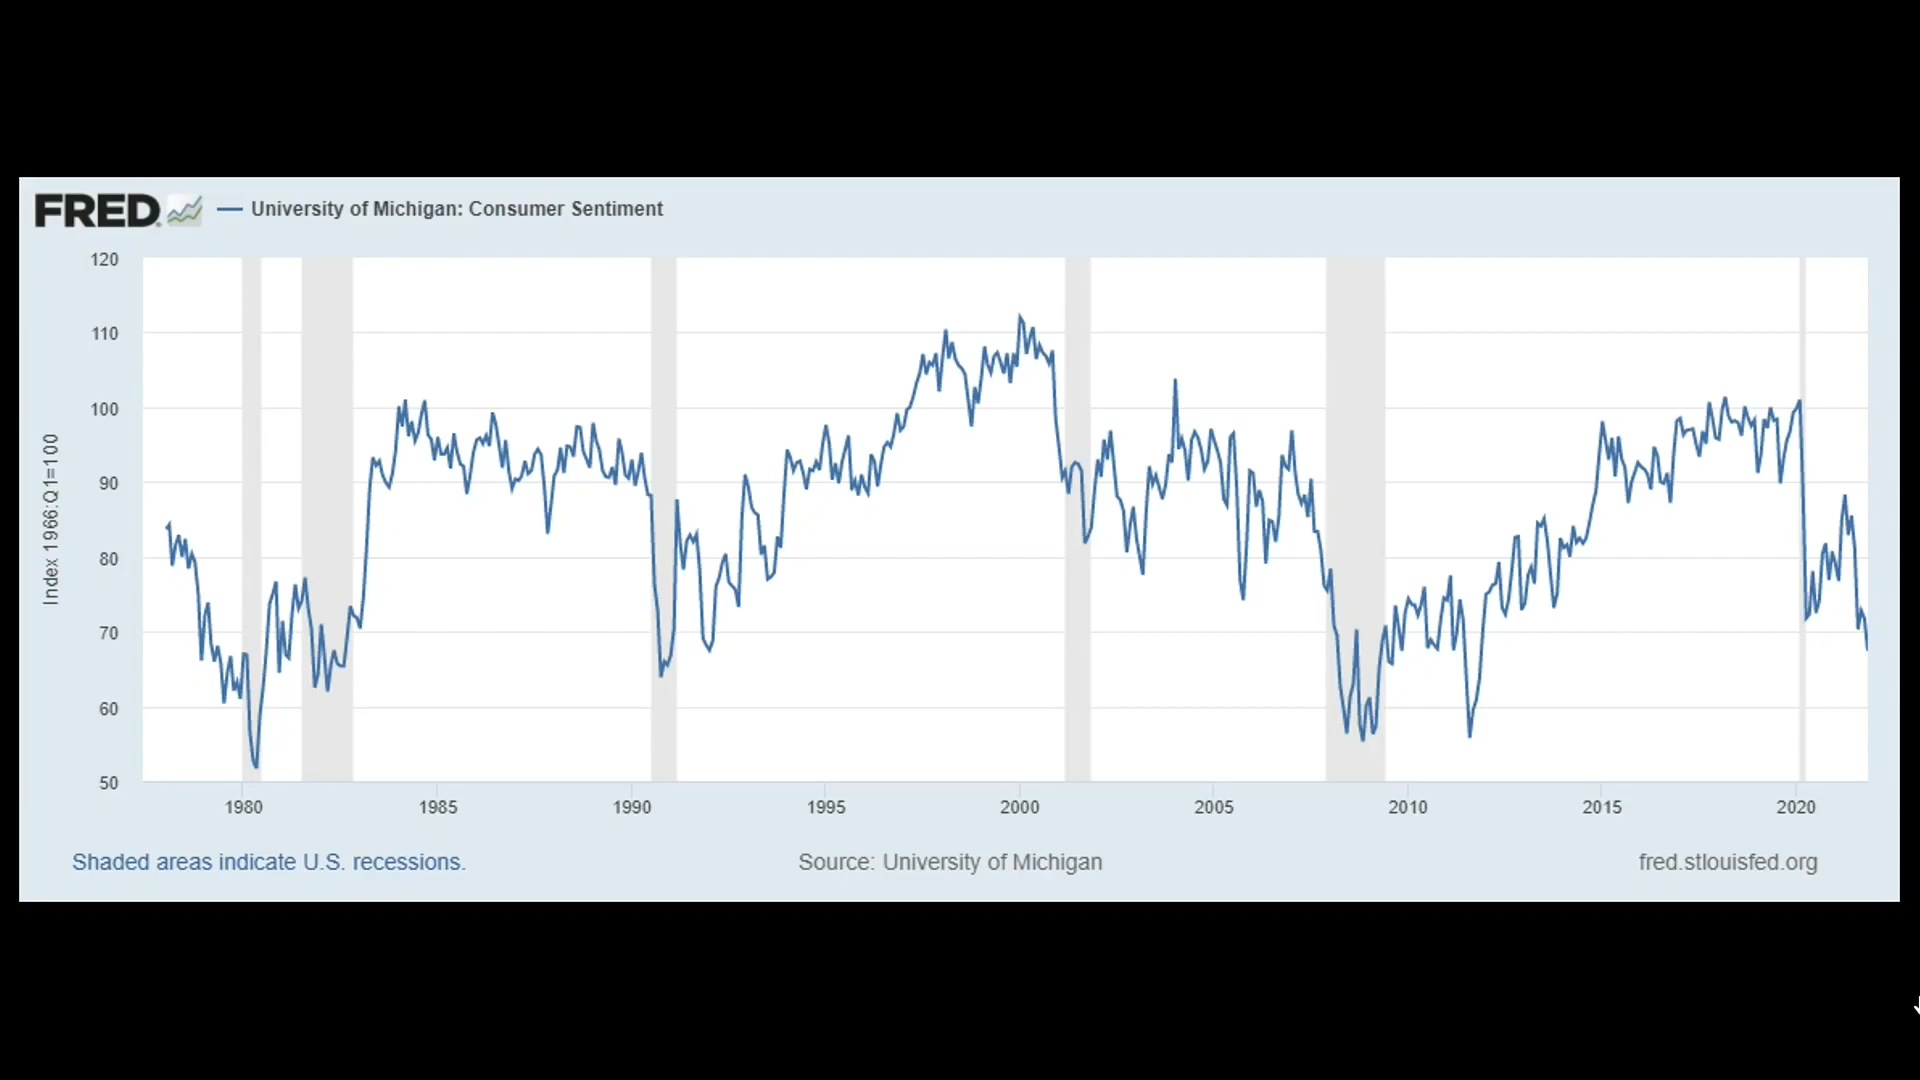 FRED
University of Michigan: Consumer Sentiment
Index 1966:Q1=100
120
110
100
90
80
70
60
50
1980 1985 1990 1995 2000 2005 2010 2015 2020
Shaded areas indicate U.S. recessions. Source: University of Michigan fred.stlouisfed.org